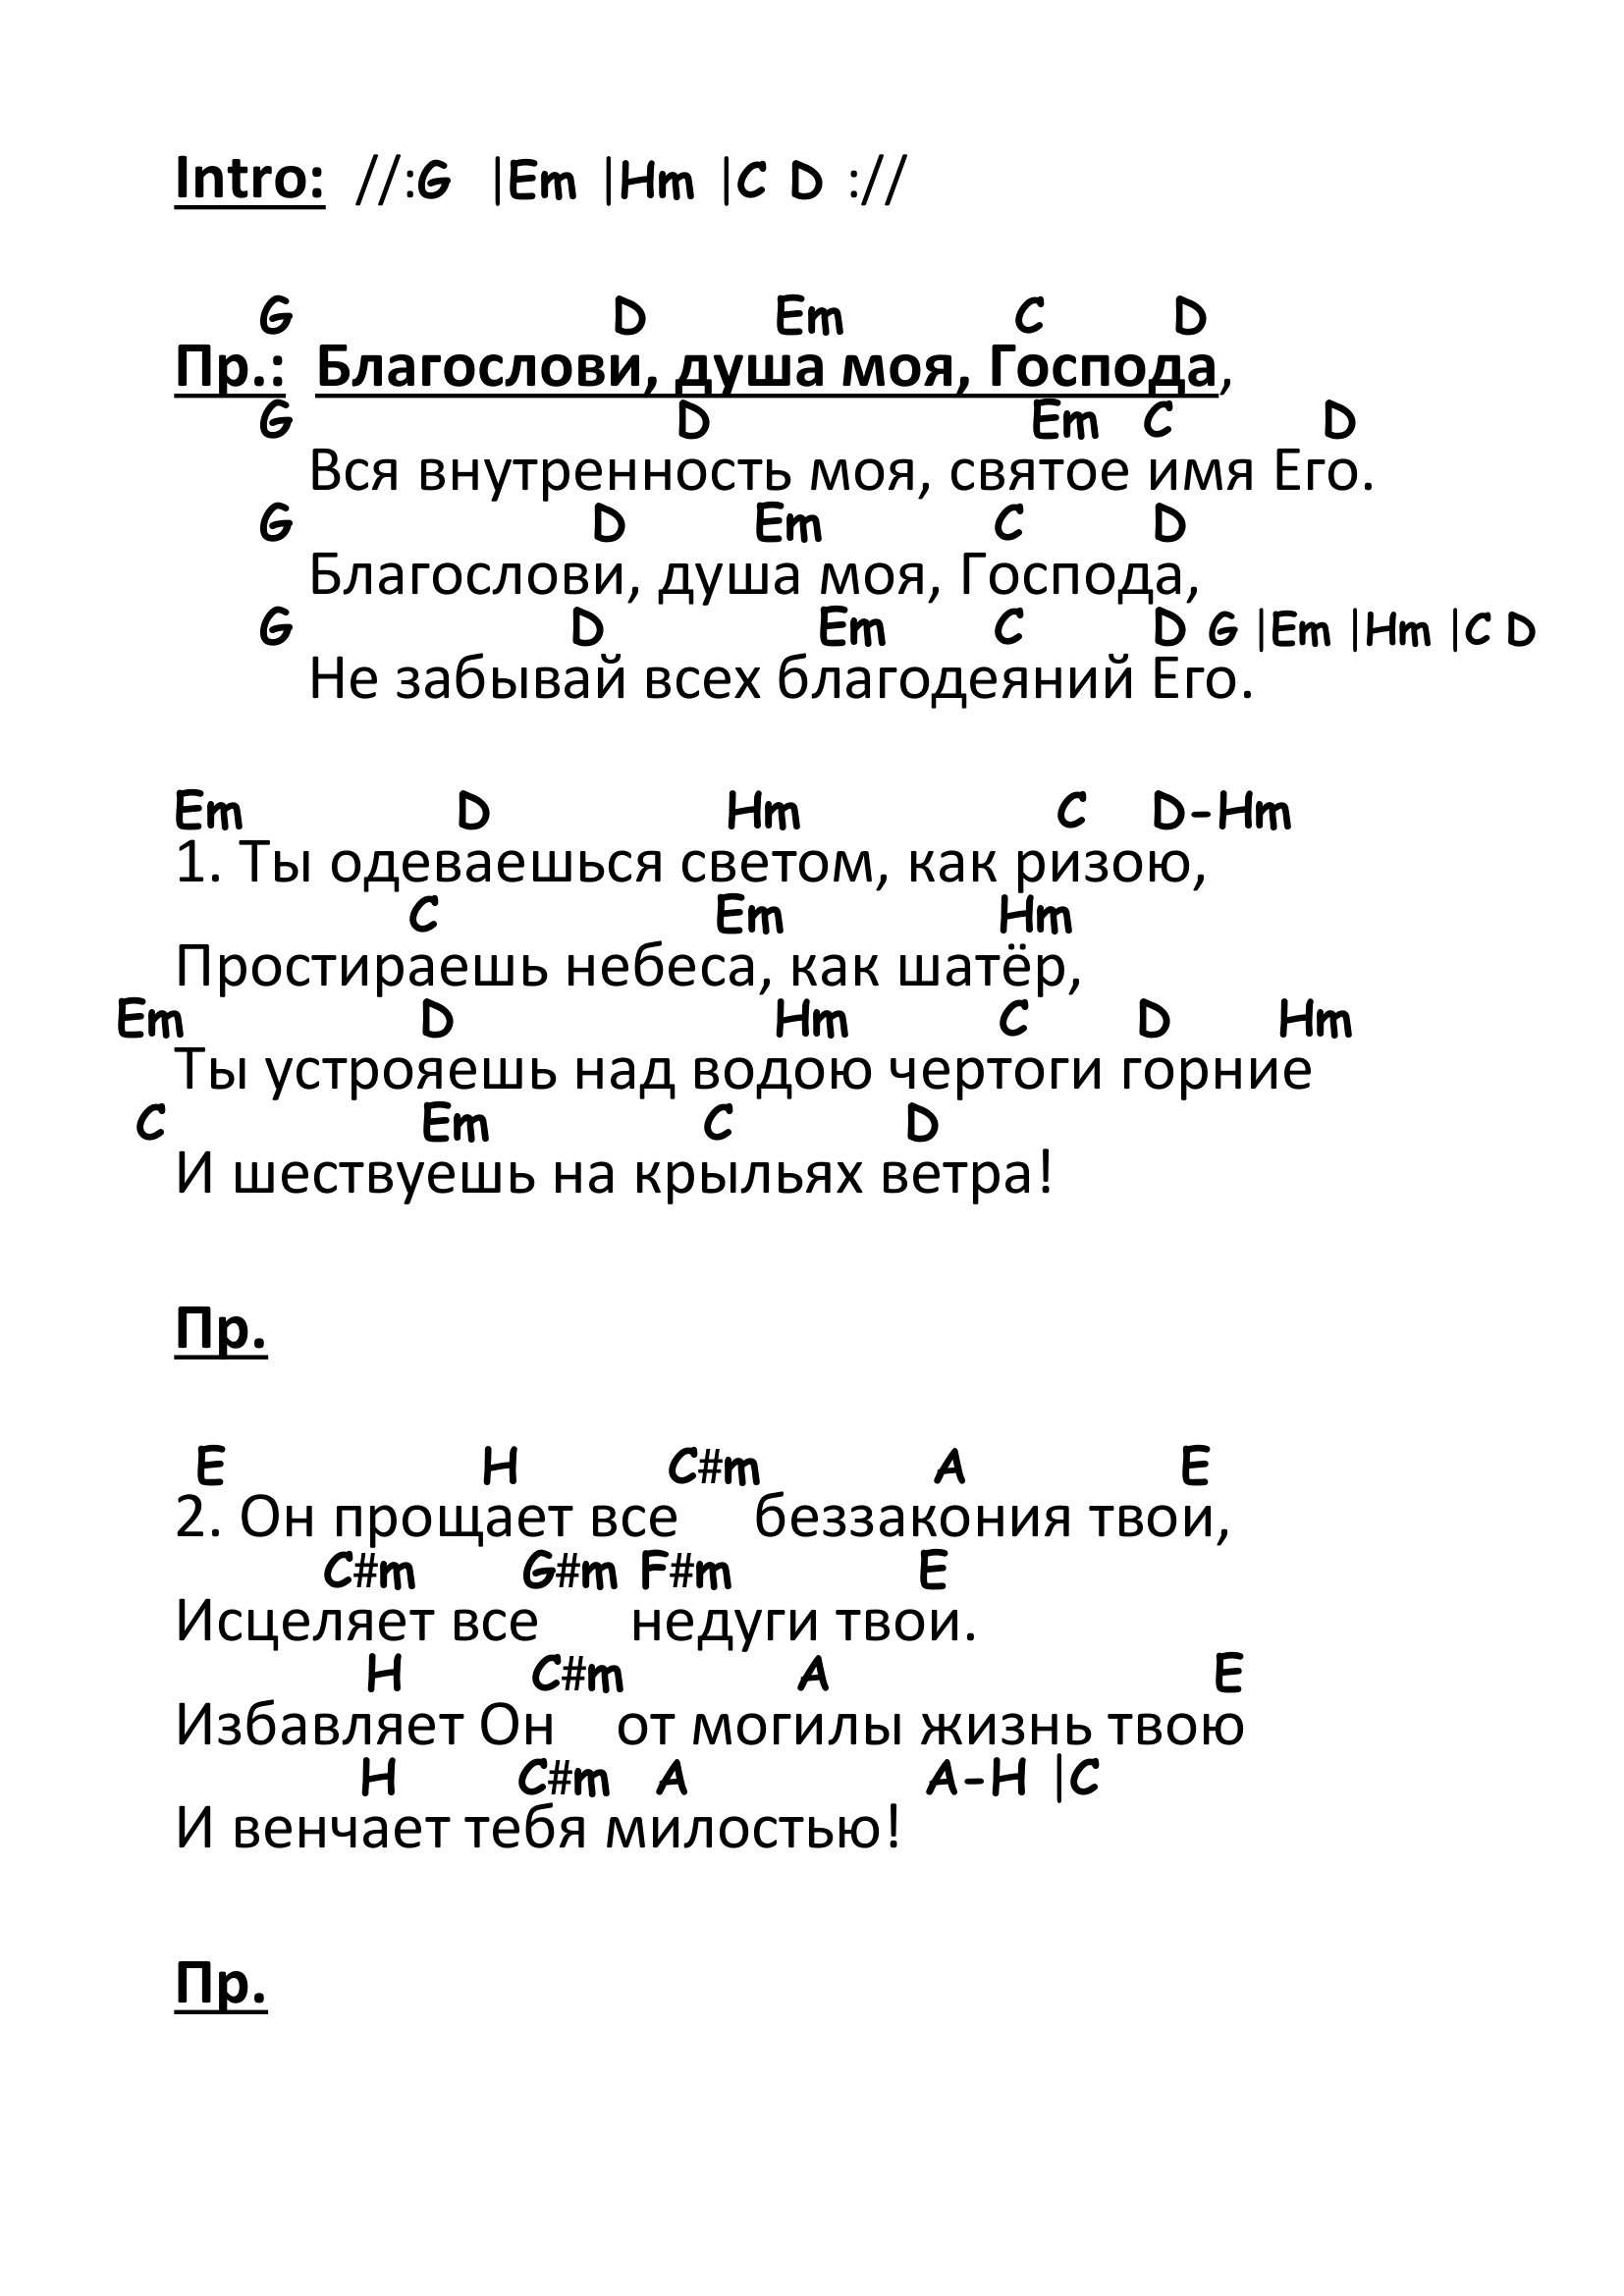 Intro: //:G |Em |Hm |C D ://
G D Em C D
Пр.: Благослови, душа моя, Господа,
G D Em C D
Вся внутренность моя, святое имя Его.
G D Em C D
Благослови, душа моя, Господа,
G D Em C D G |Em |Hm |C D
Не забывай всех благодеяний Его.
Em D Hm C D-Hm
1. Ты одеваешься светом, как ризою,
C Em Hm
Простираешь небеса, как шатёр,
Em D Hm C D Hm
Ты устрояешь над водою чертоги горние
C Em C D
И шествуешь на крыльях ветра!
Пр.
E H C#m A E
2. Он прощает все беззакония твои,
C#m G#m F#m E
Исцеляет все недуги твои.
H C#m A E
Избавляет Он от могилы жизнь твою
H C#m A A-H |C
И венчает тебя милостью!
Пр.